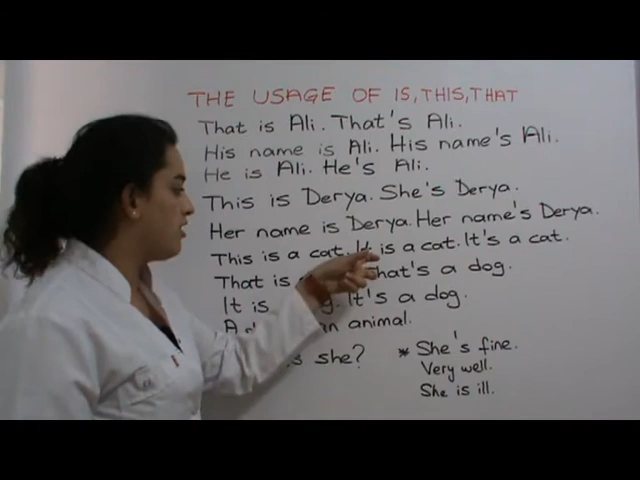 THE USAGE OF IS, THIS, THAT
That is Ali. That's Ali.
His name is Ali. His name's Ali.
He is Ali. He's Ali.
This is Derya. She's Derya.
Her name is Derya. Her name's Derya.
This is a cat. It is a cat. It's a cat.
That is That's a dog.
It is It's a dog.
A an animal.
she? * She's fine.
Very well.
She is ill.